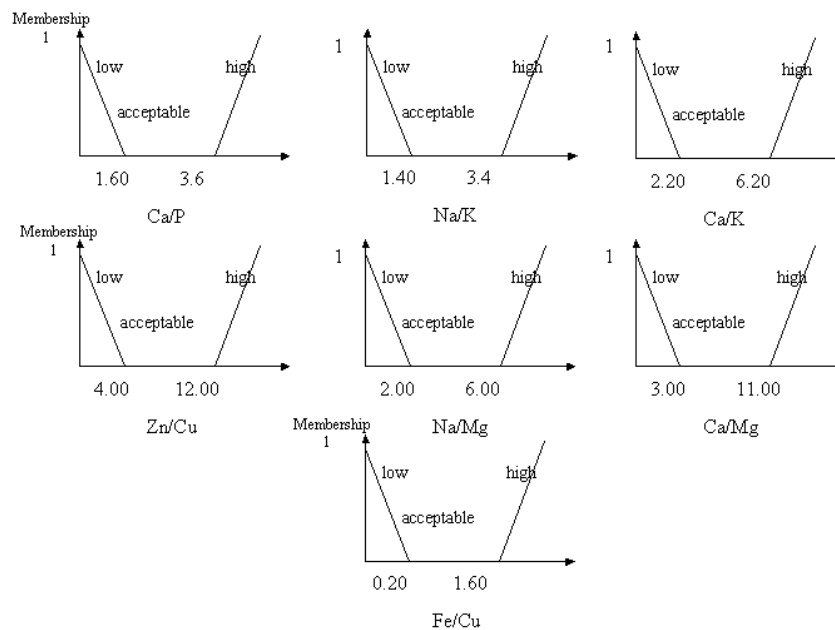 Membership
1 1 1
low high low high low high
acceptable acceptable acceptable
1.60 3.6 1.40 3.4 2.20 6.20
Ca/P Na/K Ca/K
Membership
1 1 1
low high low high low high
acceptable acceptable acceptable
4.00 12.00 2.00 6.00 3.00 11.00
Zn/Cu Na/Mg Ca/Mg
Membership
1
low high
acceptable
0.20 1.60
Fe/Cu